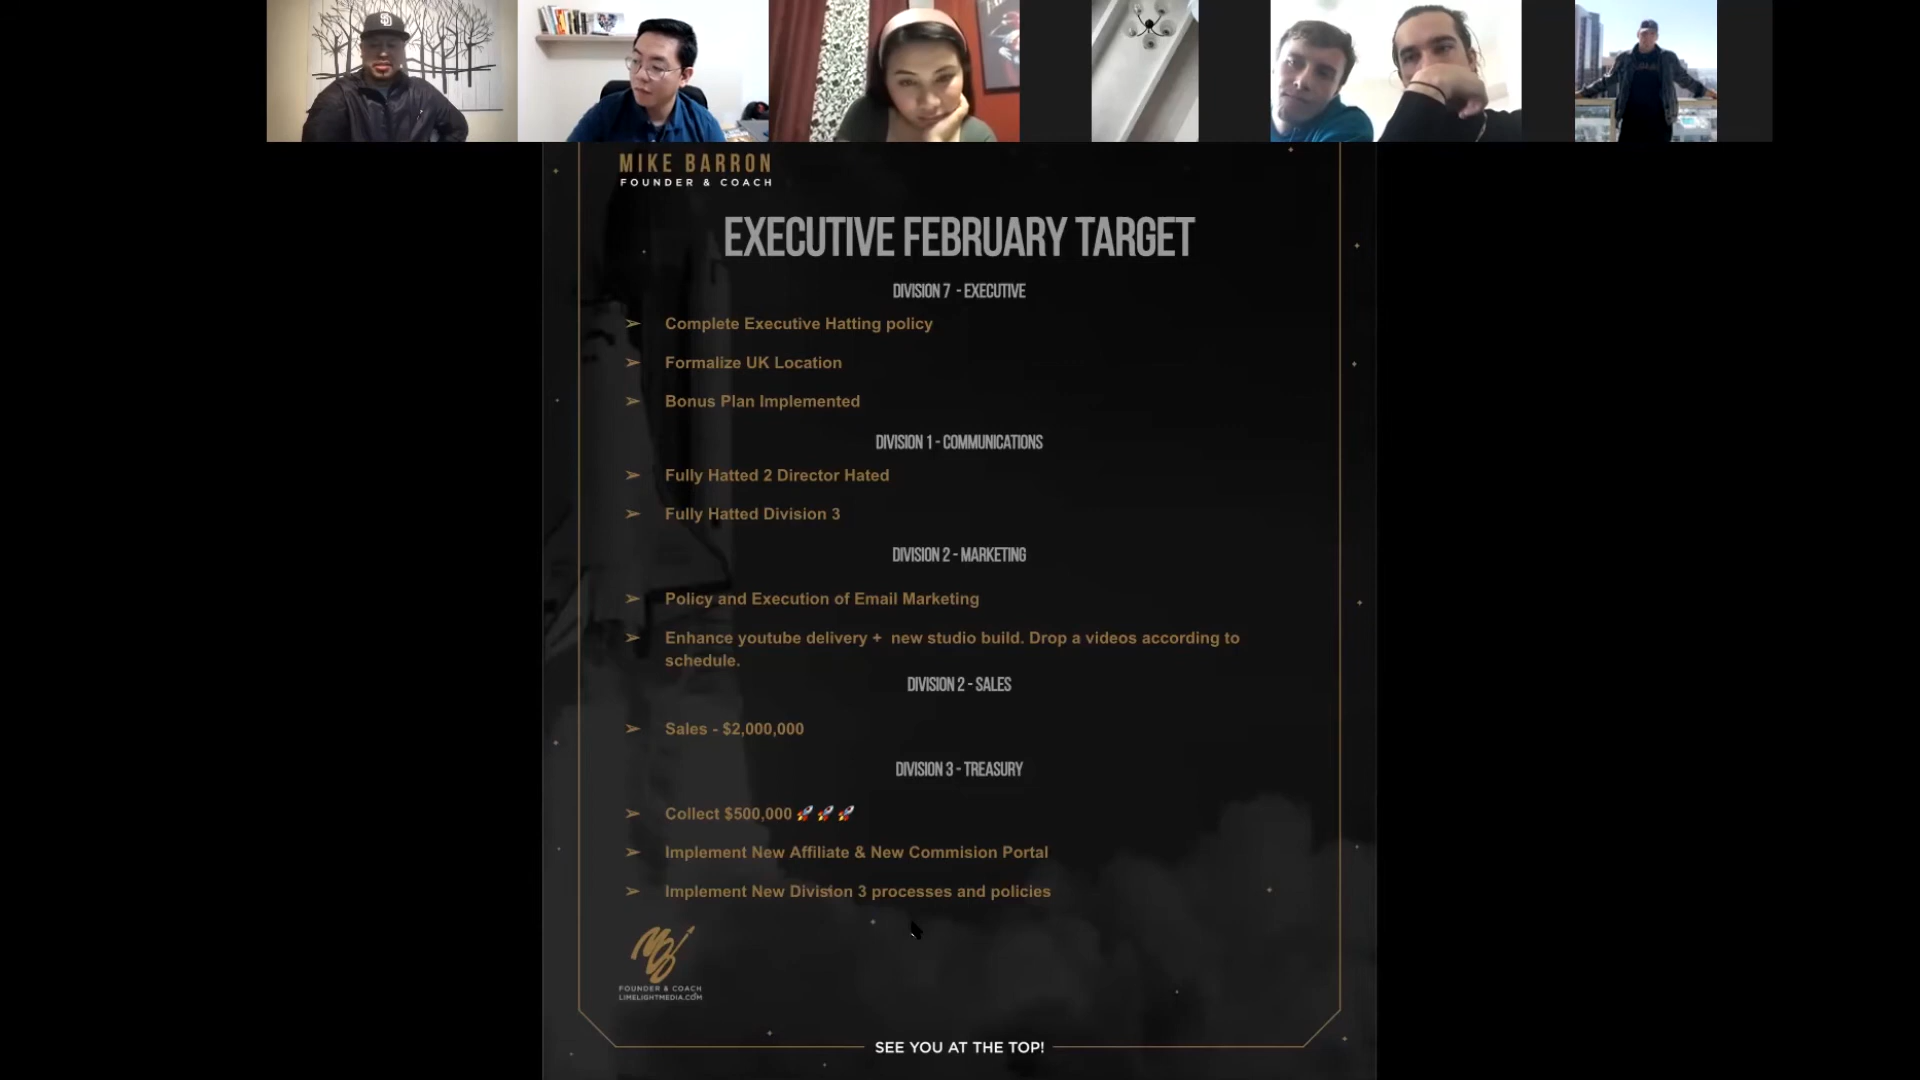 MIKE BARRON
FOUNDER & COACH
EXECUTIVE FEBRUARY TARGET
DIVISION 7 - EXECUTIVE
➢ Complete Executive Hatting policy
➢ Formalize UK Location
➢ Bonus Plan Implemented
DIVISION 1 - COMMUNICATIONS
➢ Fully Hatted 2 Director Hated
➢ Fully Hatted Division 3
DIVISION 2 - MARKETING
➢ Policy and Execution of Email Marketing
➢ Enhance youtube delivery + new studio build. Drop a videos according to
schedule.
DIVISION 2 - SALES
➢ Sales - $2,000,000
DIVISION 3 - TREASURY
➢ Collect $500,000 🚀🚀🚀
➢ Implement New Affiliate & New Commision Portal
➢ Implement New Division 3 processes and policies
MB
FOUNDER & COACH
LIMELIGHTMEDIA.COM
SEE YOU AT THE TOP!